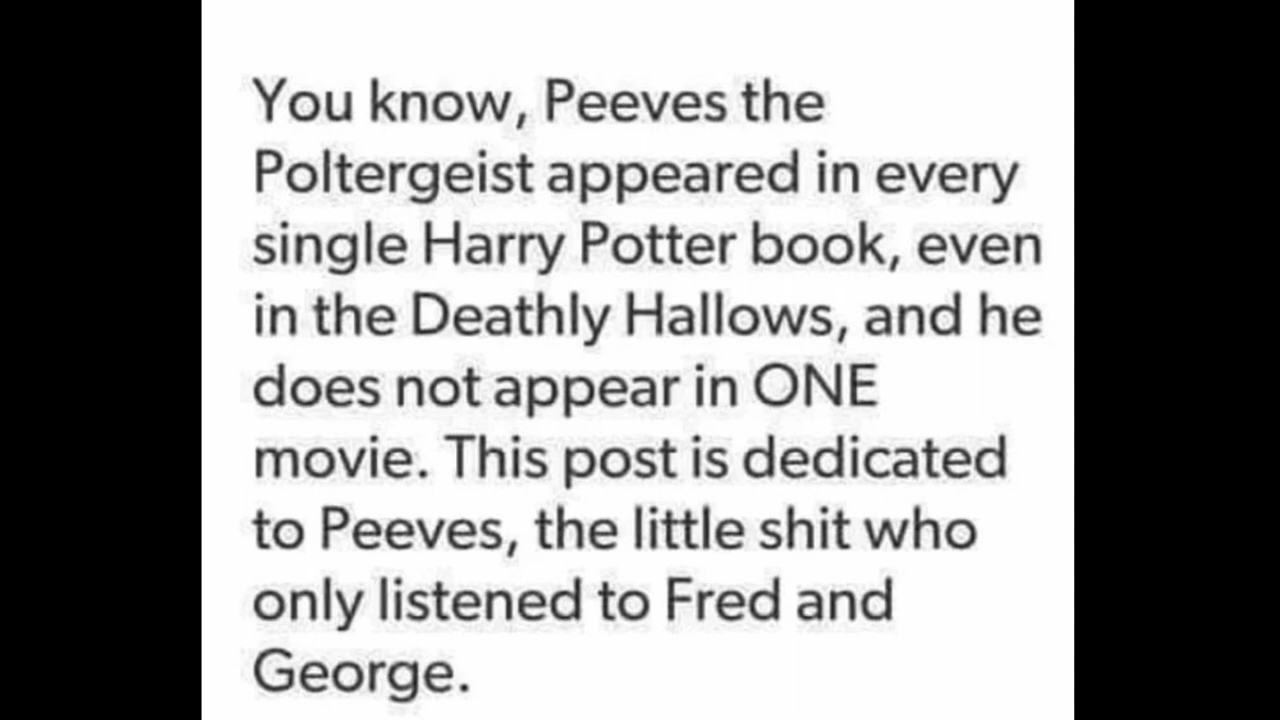 You know, Peeves the
Poltergeist appeared in every
single Harry Potter book, even
in the Deathly Hallows, and he
does not appear in ONE
movie. This post is dedicated
to Peeves, the little shit who
only listened to Fred and
George.